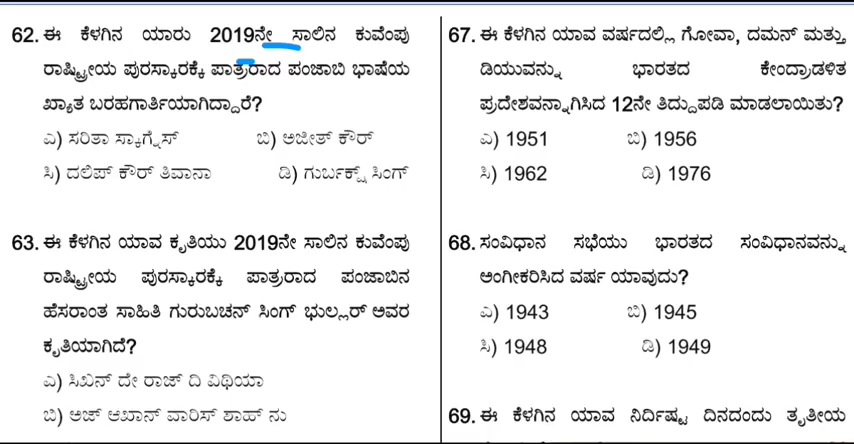 62. ಈ ಕೆಳಗಿನ ಯಾರು 2019ನೇ ಸಾಲಿನ ಕುವೆಂಪು
ರಾಷ್ಟ್ರೀಯ ಪುರಸ್ಕಾರಕ್ಕೆ ಪಾತ್ರರಾದ ಪಂಜಾಬಿ ಭಾಷೆಯ
ಖ್ಯಾತ ಬರಹಗಾರ್ತಿಯಾಗಿದ್ದಾರೆ?
ಎ) ಸರಿತಾ ಸ್ಕಾಗ್ನೆಸ್ ಬಿ) ಅಜೀತ್ ಕೌರ್
ಸಿ) ದಲಿಪ್ ಕೌರ್ ತಿವಾನಾ ಡಿ) ಗುರ್ಬಕ್ಷ್ ಸಿಂಗ್
63. ಈ ಕೆಳಗಿನ ಯಾವ ಕೃತಿಯು 2019ನೇ ಸಾಲಿನ ಕುವೆಂಪು
ರಾಷ್ಟ್ರೀಯ ಪುರಸ್ಕಾರಕ್ಕೆ ಪಾತ್ರರಾದ ಪಂಜಾಬಿನ
ಹೆಸರಾಂತ ಸಾಹಿತಿ ಗುರುಬಚನ್ ಸಿಂಗ್ ಭುಲ್ಲರ್ ಅವರ
ಕೃತಿಯಾಗಿದೆ?
ಎ) ಸಿಖನ್ ದೇ ರಾಜ್ ದಿ ವಿಥಿಯಾ
ಬಿ) ಅಜ್ ಆಖಾನ್ ವಾರಿಸ್ ಶಾಹ್ ನು
67. ಈ ಕೆಳಗಿನ ಯಾವ ವರ್ಷದಲ್ಲಿ ಗೋವಾ, ದಮನ್ ಮತ್ತು
ಡಿಯುವನ್ನು ಭಾರತದ ಕೇಂದ್ರಾಡಳಿತ
ಪ್ರದೇಶವನ್ನಾಗಿಸಿದ 12ನೇ ತಿದ್ದುಪಡಿ ಮಾಡಲಾಯಿತು?
ಎ) 1951 ಬಿ) 1956
ಸಿ) 1962 ಡಿ) 1976
68. ಸಂವಿಧಾನ ಸಭೆಯು ಭಾರತದ ಸಂವಿಧಾನವನ್ನು
ಅಂಗೀಕರಿಸಿದ ವರ್ಷ ಯಾವುದು?
ಎ) 1943 ಬಿ) 1945
ಸಿ) 1948 ಡಿ) 1949
69. ಈ ಕೆಳಗಿನ ಯಾವ ನಿರ್ದಿಷ್ಟ ದಿನದಂದು ತೃತೀಯ